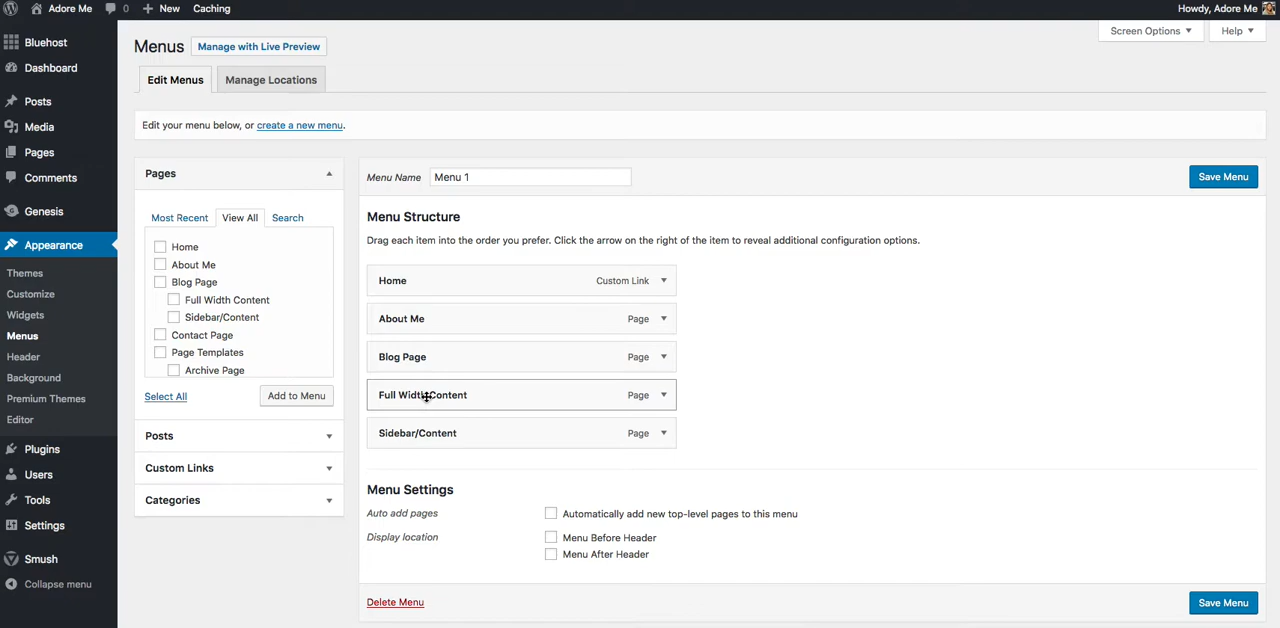 Adore Me 0 New Caching Howdy, Adore Me
Bluehost
Dashboard
Posts
Media
Pages
Comments
Genesis
Appearance
Themes
Customize
Widgets
Menus
Header
Background
Premium Themes
Editor
Plugins
Users
Tools
Settings
Smush
Collapse menu
Screen Options Help
Menus Manage with Live Preview
Edit Menus Manage Locations
Edit your menu below, or create a new menu.
Pages
Most Recent View All Search
Home
About Me
Blog Page
Full Width Content
Sidebar/Content
Contact Page
Page Templates
Archive Page
Select All Add to Menu
Posts
Custom Links
Categories
Menu Name Menu 1 Save Menu
Menu Structure
Drag each item into the order you prefer. Click the arrow on the right of the item to reveal additional configuration options.
Home Custom Link
About Me Page
Blog Page Page
Full Width Content Page
Sidebar/Content Page
Menu Settings
Auto add pages Automatically add new top-level pages to this menu
Display location Menu Before Header
Menu After Header
Delete Menu Save Menu